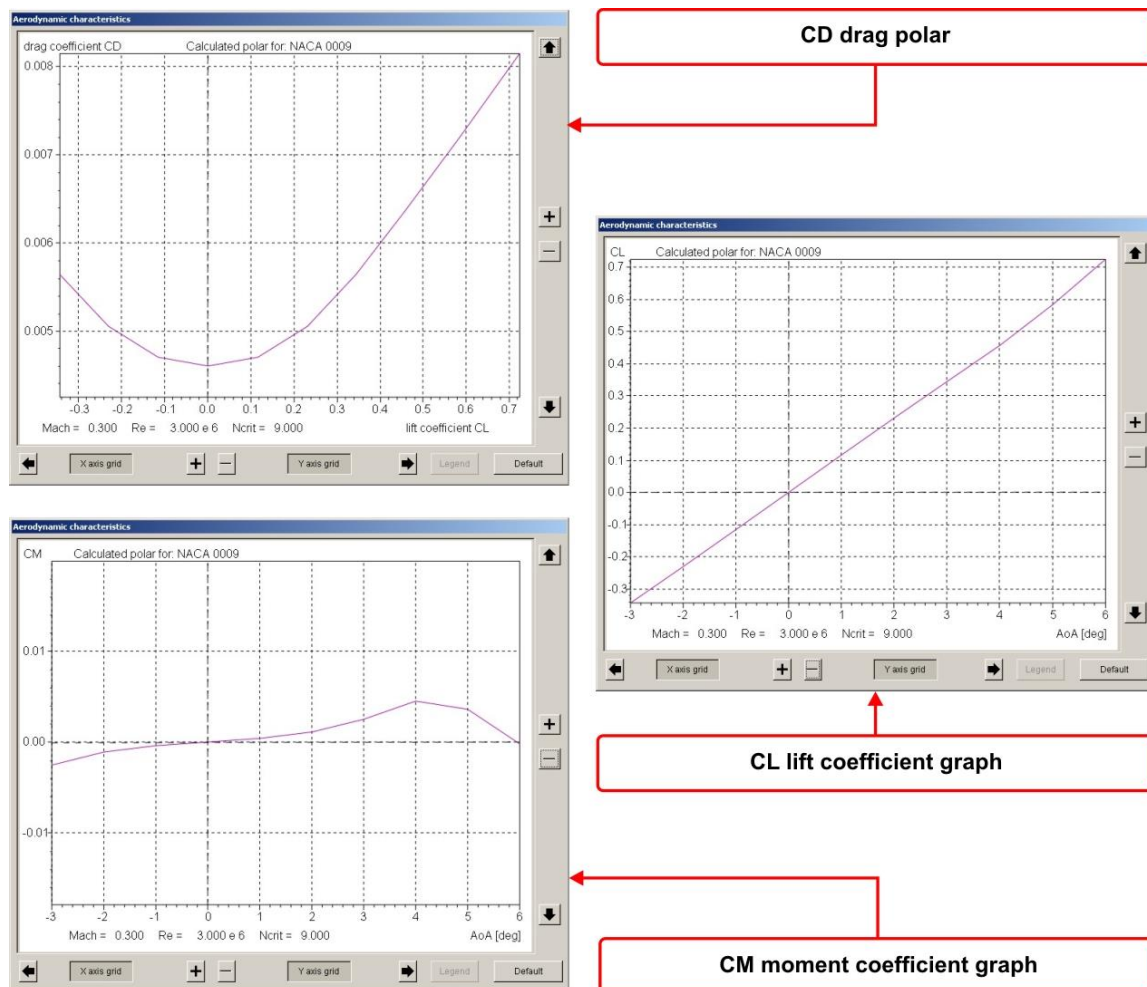 Aerodynamic characteristics
drag coefficient CD Calculated polar for: NACA 0009
0.008
0.007
0.006
0.005
-0.3 -0.2 -0.1 0.0 0.1 0.2 0.3 0.4 0.5 0.6 0.7
Mach = 0.300 Re = 3.000 e 6 Ncrit = 9.000 lift coefficient CL
X axis grid + - Y axis grid Legend Default
+
-
CD drag polar
Aerodynamic characteristics
CL Calculated polar for: NACA 0009
0.7
0.6
0.5
0.4
0.3
0.2
0.1
0.0
-0.1
-0.2
-0.3
-3 -2 -1 0 1 2 3 4 5 6
Mach = 0.300 Re = 3.000 e 6 Ncrit = 9.000 AoA [deg]
X axis grid + - Y axis grid Legend Default
+
-
CL lift coefficient graph
Aerodynamic characteristics
CM Calculated polar for: NACA 0009
0.01
0.00
-0.01
-3 -2 -1 0 1 2 3 4 5 6
Mach = 0.300 Re = 3.000 e 6 Ncrit = 9.000 AoA [deg]
X axis grid + - Y axis grid Legend Default
+
-
CM moment coefficient graph